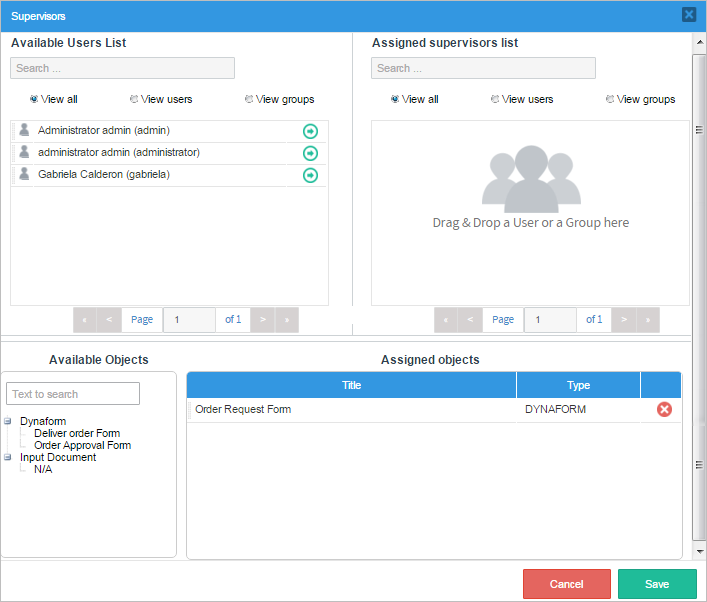 Supervisors
Available Users List
Search ...
View all View users View groups
Administrator admin (admin)
administrator admin (administrator)
Gabriela Calderon (gabriela)
« < Page 1 of 1 > »
Assigned supervisors list
Search ...
View all View users View groups
Drag & Drop a User or a Group here
« < Page 1 of 1 > »
Available Objects
Text to search
Dynaform
Deliver order Form
Order Approval Form
Input Document
N/A
Assigned objects
Title Type
Order Request Form DYNAFORM
Cancel Save